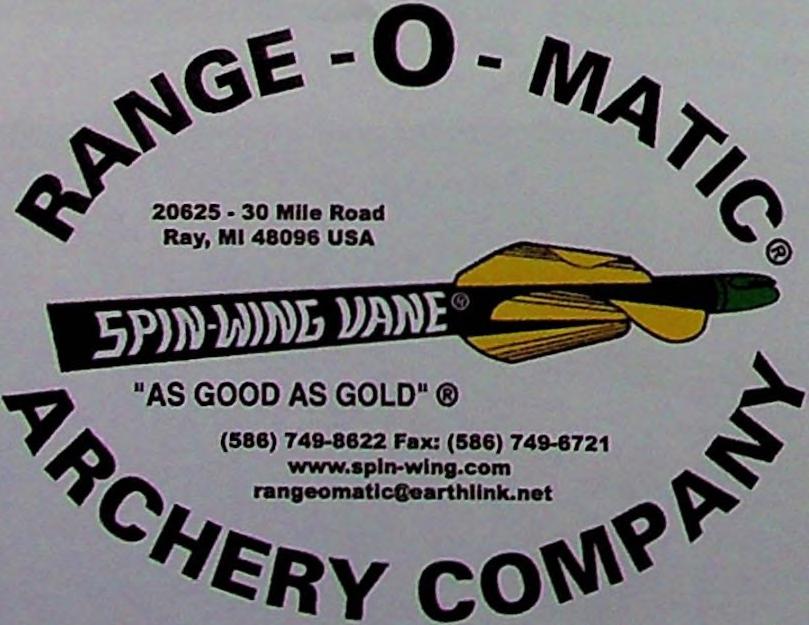 RANGE-O-MATIC®
20625 - 30 Mile Road
Ray, MI 48096 USA
SPIN-WING VANE®
"AS GOOD AS GOLD" ®
(586) 749-8622 Fax: (586) 749-6721
www.spin-wing.com
rangeomatic@earthlink.net
ARCHERY COMPANY